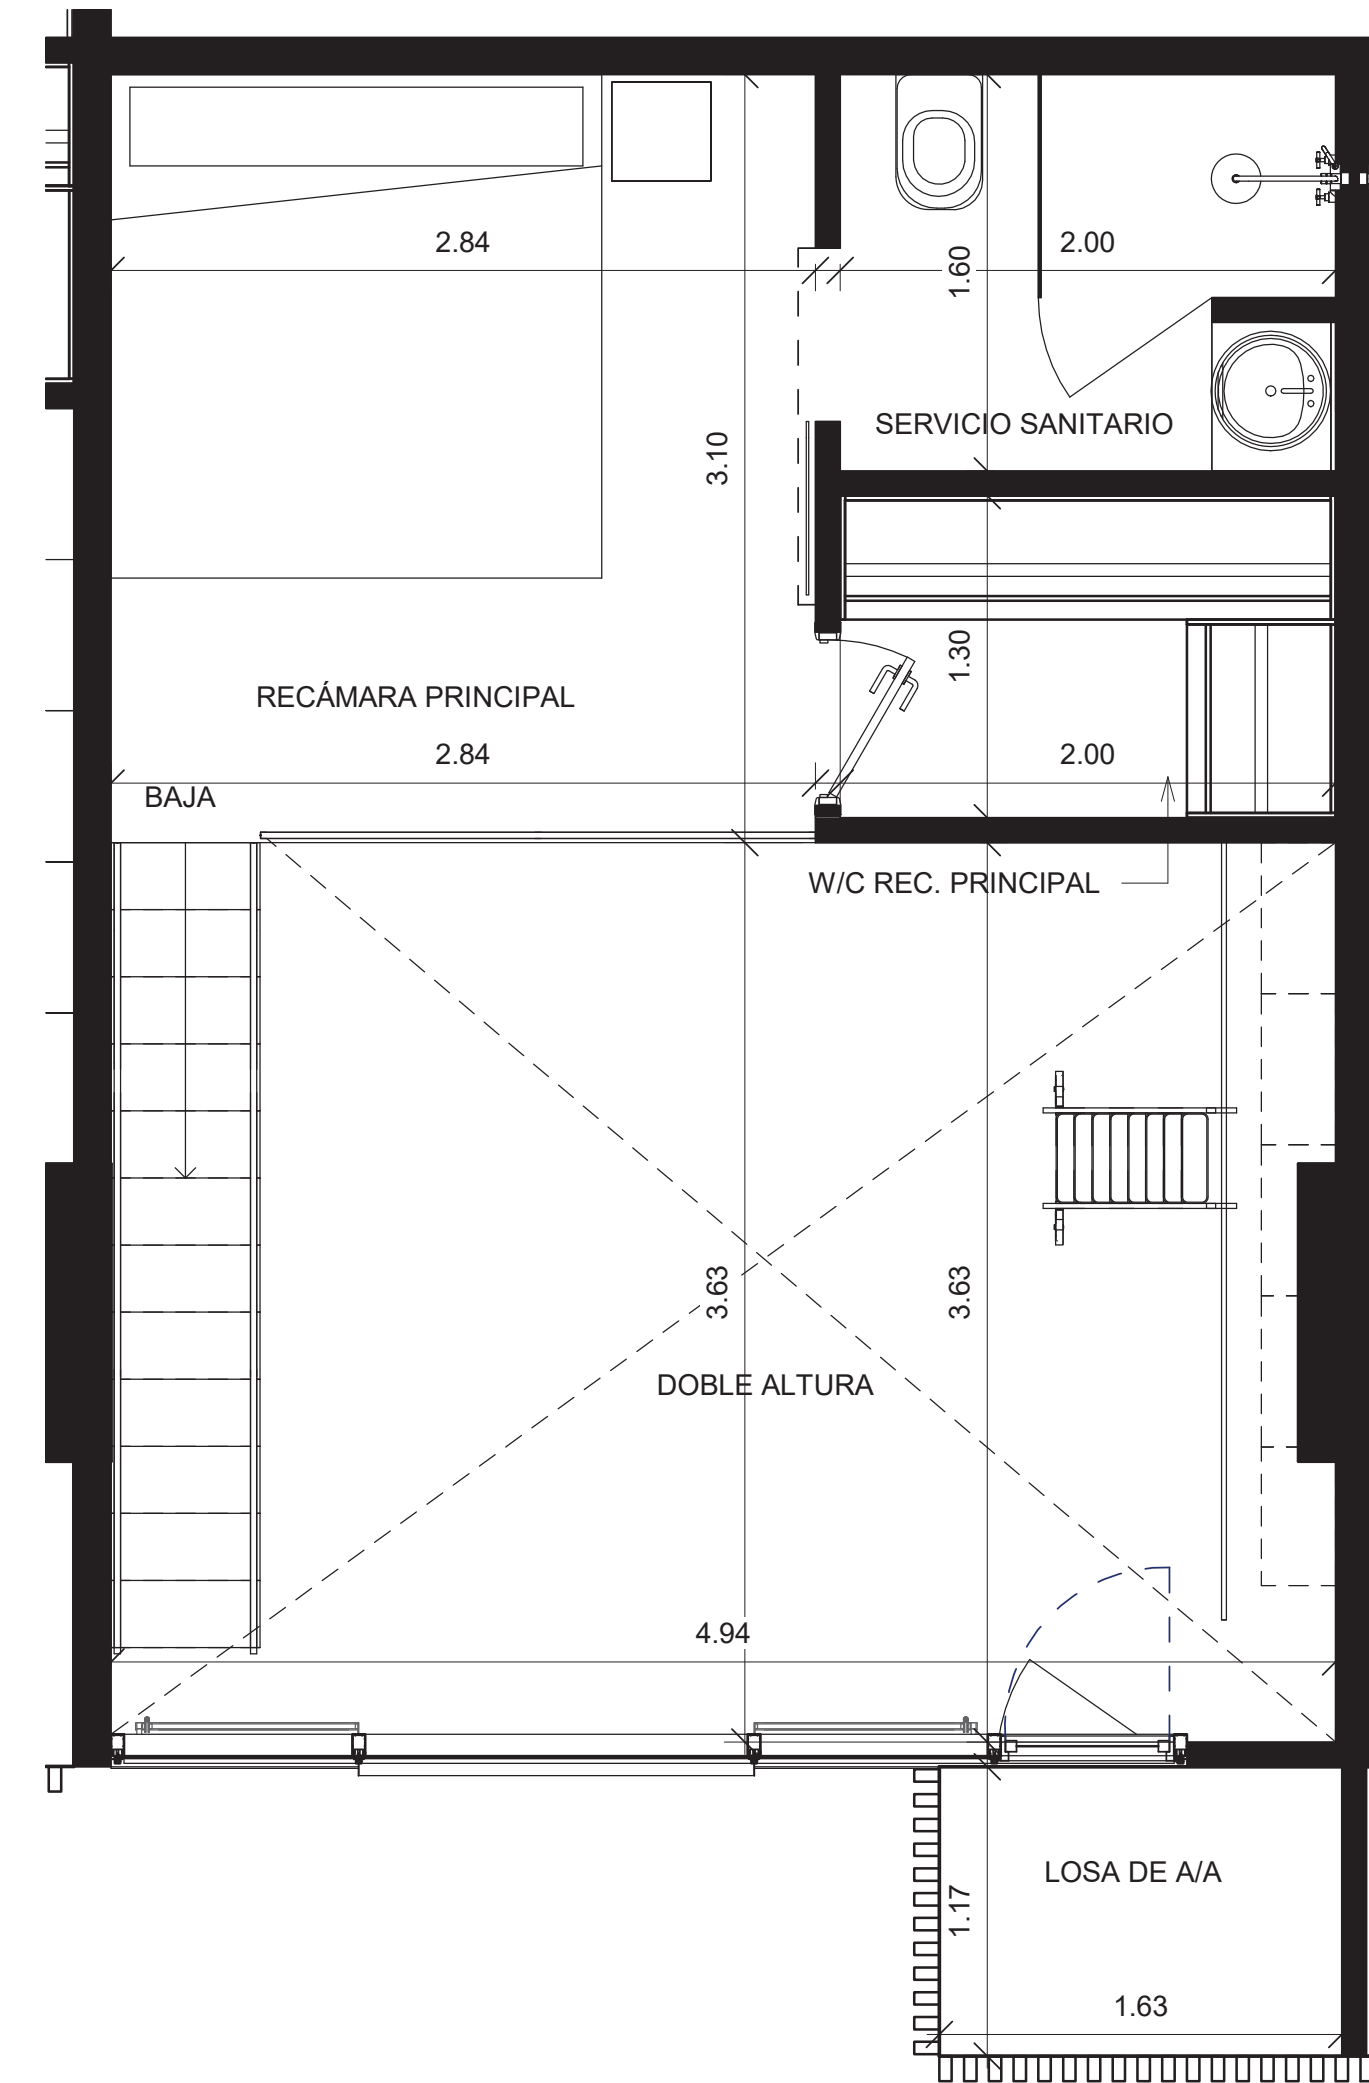 2.84
2.00
1.60
SERVICIO SANITARIO
3.10
1.30
RECÁMARA PRINCIPAL
2.84
2.00
BAJA
W/C REC. PRINCIPAL
3.63
3.63
DOBLE ALTURA
4.94
LOSA DE A/A
1.17
1.63